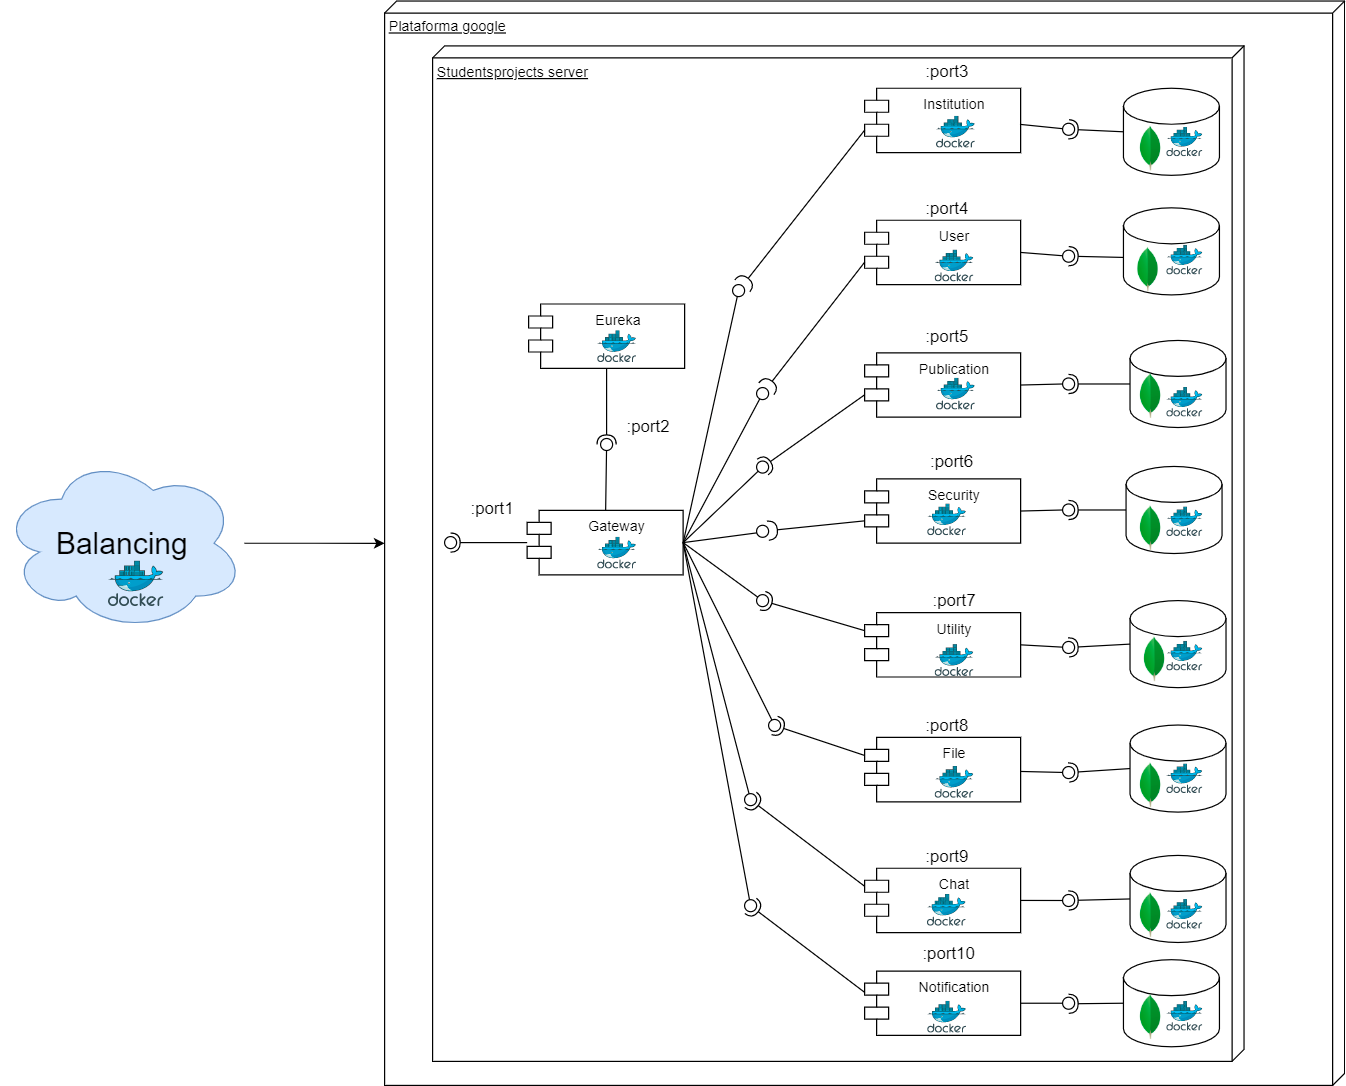 Plataforma google
Studentsprojects server
:port3
Institution
docker
docker
:port4
User
docker
docker
Eureka
docker
:port5
Publication
docker
docker
:port2
:port6
Security
docker
docker
:port1
Gateway
docker
Balancing
docker
:port7
Utility
docker
docker
:port8
File
docker
docker
:port9
Chat
docker
docker
:port10
Notification
docker
docker